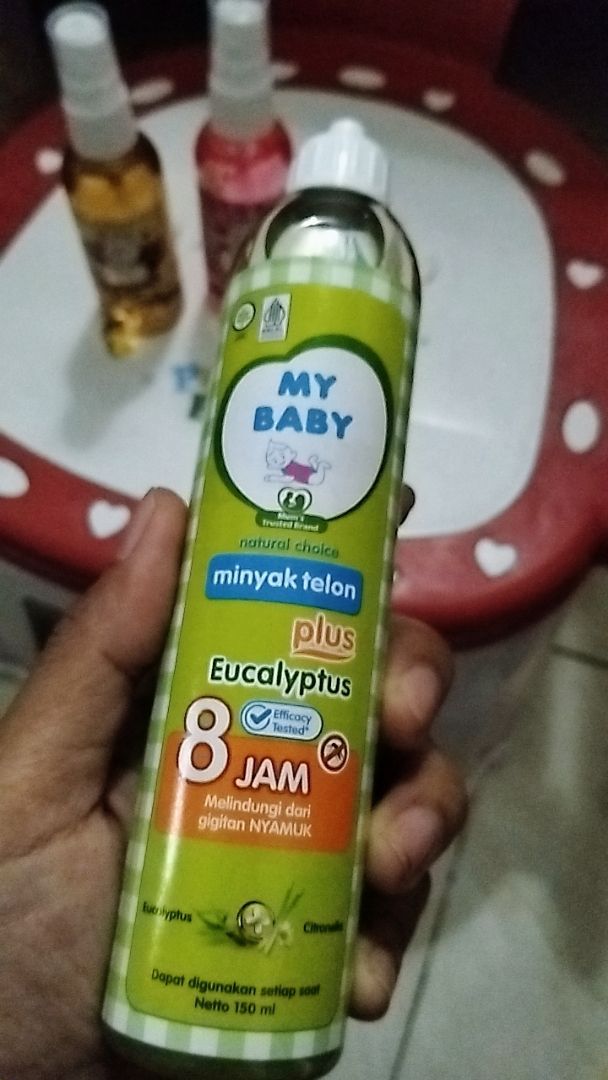 MY
BABY
Mum's
Trusted Brand
natural choice
minyak telon
plus
Eucalyptus
Efficacy
Tested*
8 JAM
Melindungi dari
gigitan NYAMUK
Eucalyptus
Citronella
Dapat digunakan setiap saat
Netto 150 ml